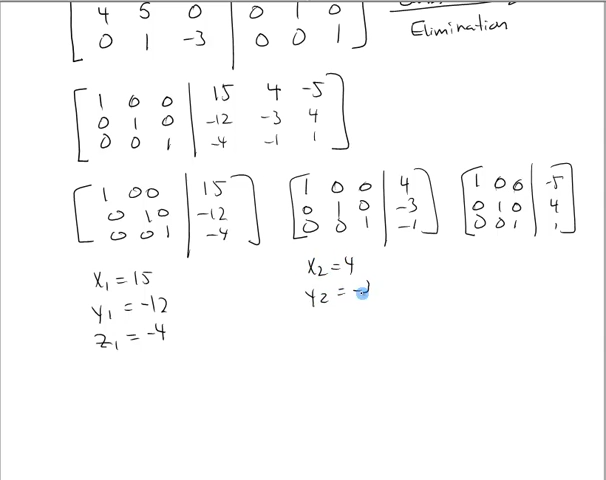 4 5 0 | 0 1 0
0 1 -3 | 0 0 1
Elimination
1 0 0 | 15 4 -5
0 1 0 | -12 -3 4
0 0 1 | -4 -1 1
1 0 0 | 15
0 1 0 | -12
0 0 1 | -4
1 0 0 | 4
0 1 0 | -3
0 0 1 | -1
1 0 0 | -5
0 1 0 | 4
0 0 1 | 1
x₁ = 15
y₁ = -12
z₁ = -4
x₂ = 4
y₂ = -